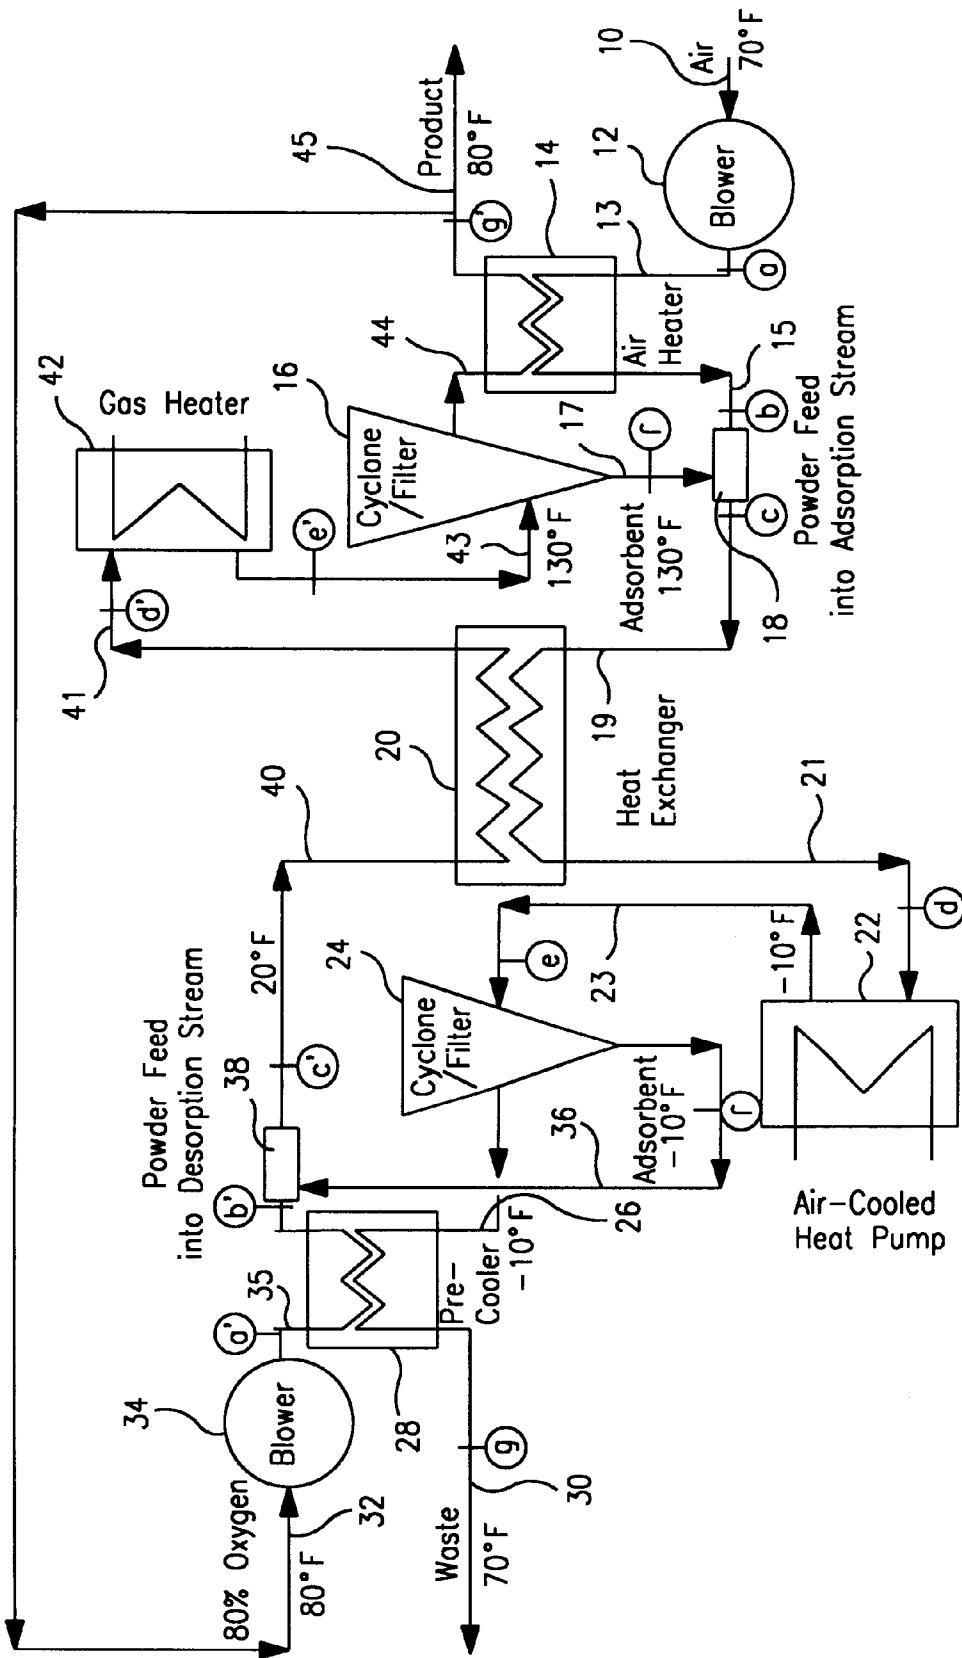 34
a'
35
80% Oxygen
80°F
32
Blower
28
Waste
70°F
30
g
Powder Feed
into Desorption Stream
b'
38
c'
20°F
40
Pre-
Cooler
-10°F
26
24
Cyclone
/Filter
e
23
Adsorbent
-10°F
36
f
-10°F
22
Air-Cooled
Heat Pump
d
21
20
Heat
Exchanger
19
41
d'
42
Gas Heater
e'
43
130°F
16
Cyclone
/Filter
44
17
Adsorbent
130°F
f
18
c
b
15
Powder Feed
into Adsorption Stream
45
Product
80°F
g'
14
Air
Heater
13
12
Blower
a
10
Air
70°F